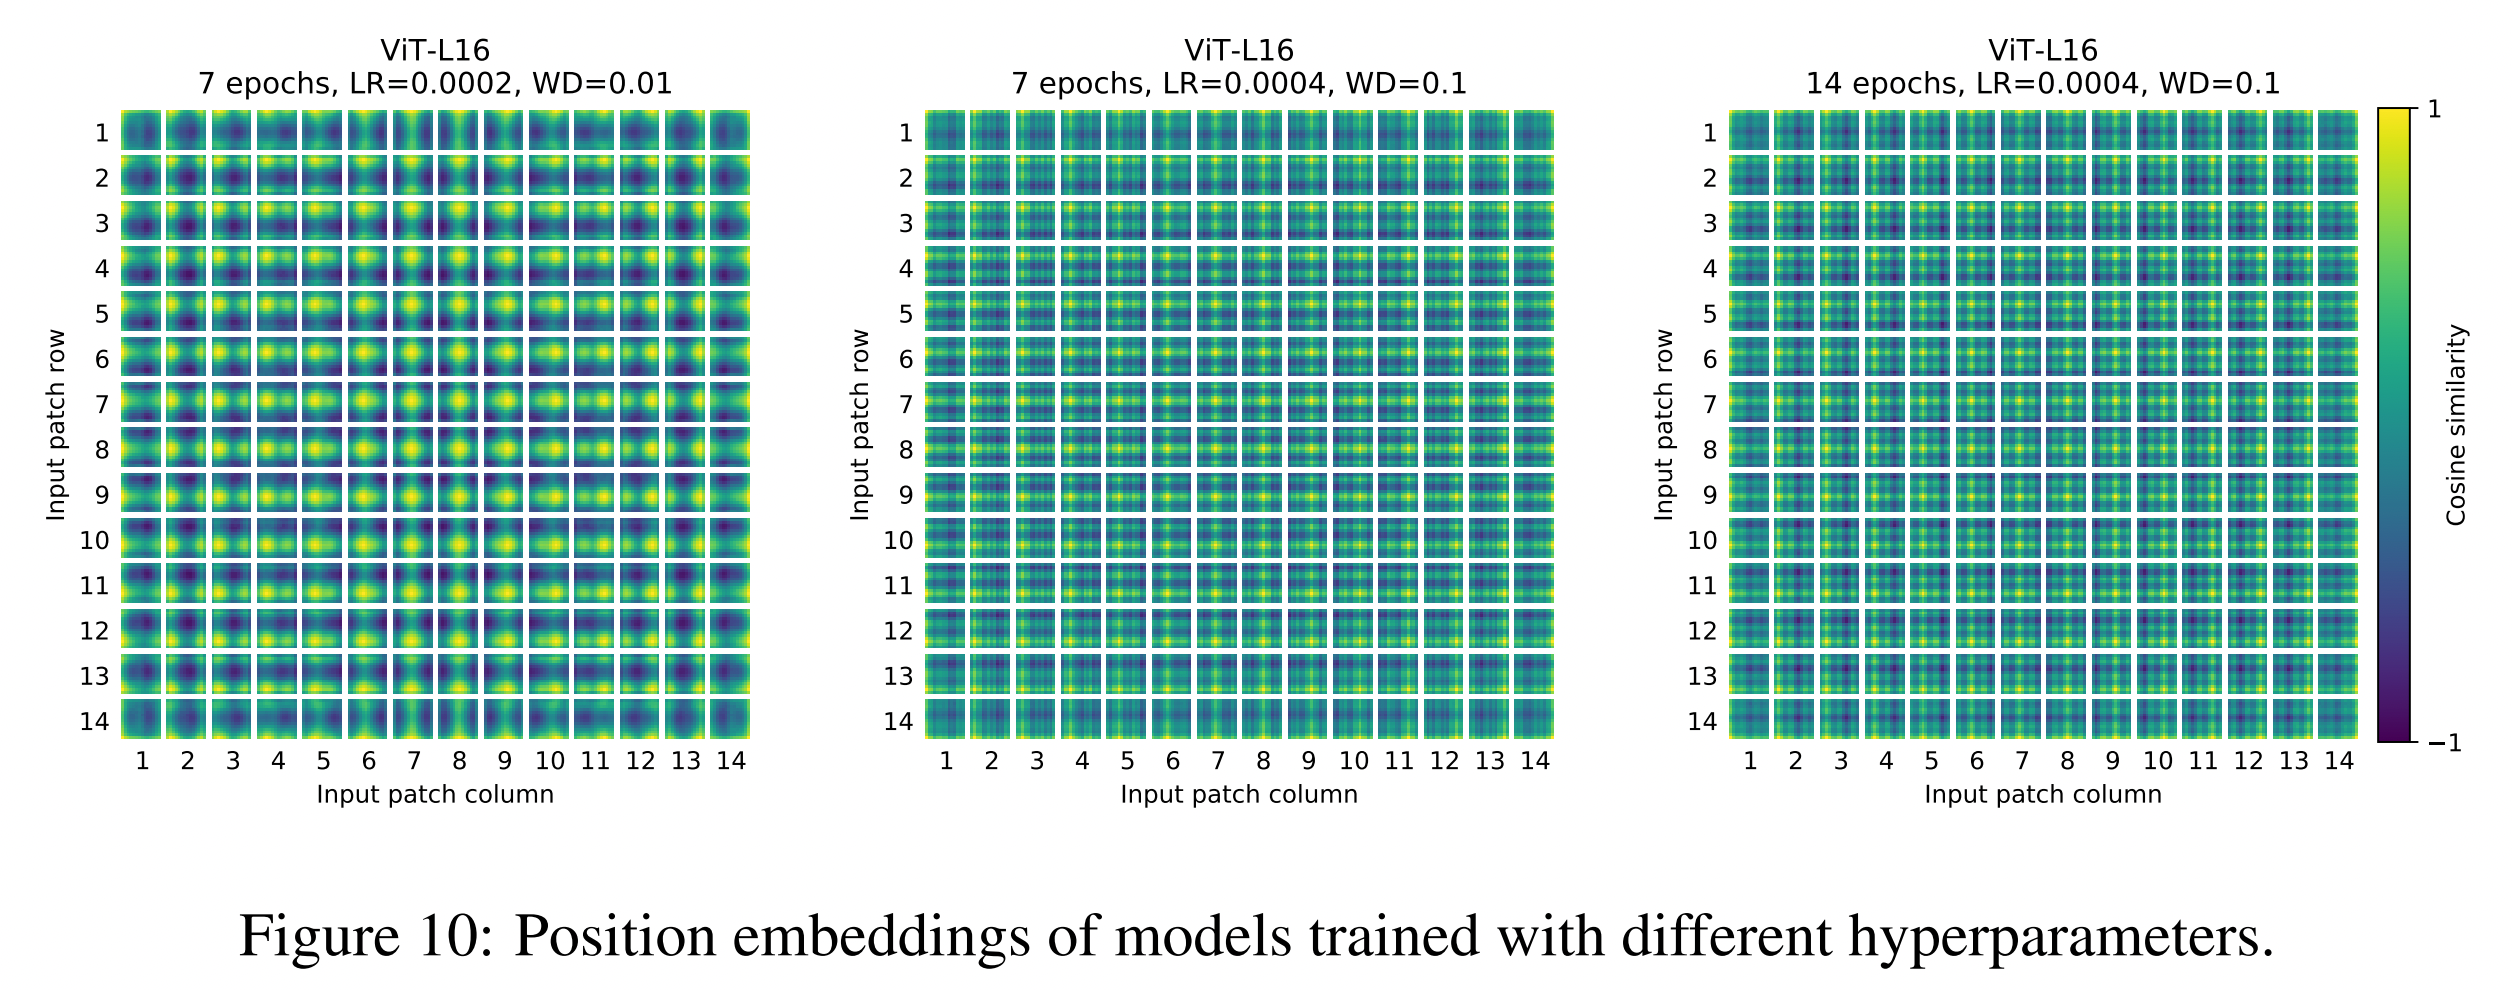 ViT-L16
7 epochs, LR=0.0002, WD=0.01
1
2
3
4
5
6
7
8
9
10
11
12
13
14
Input patch row
1 2 3 4 5 6 7 8 9 10 11 12 13 14
Input patch column
ViT-L16
7 epochs, LR=0.0004, WD=0.1
1
2
3
4
5
6
7
8
9
10
11
12
13
14
Input patch row
1 2 3 4 5 6 7 8 9 10 11 12 13 14
Input patch column
ViT-L16
14 epochs, LR=0.0004, WD=0.1
1
2
3
4
5
6
7
8
9
10
11
12
13
14
Input patch row
1 2 3 4 5 6 7 8 9 10 11 12 13 14
Input patch column
1
Cosine similarity
−1
Figure 10: Position embeddings of models trained with different hyperparameters.